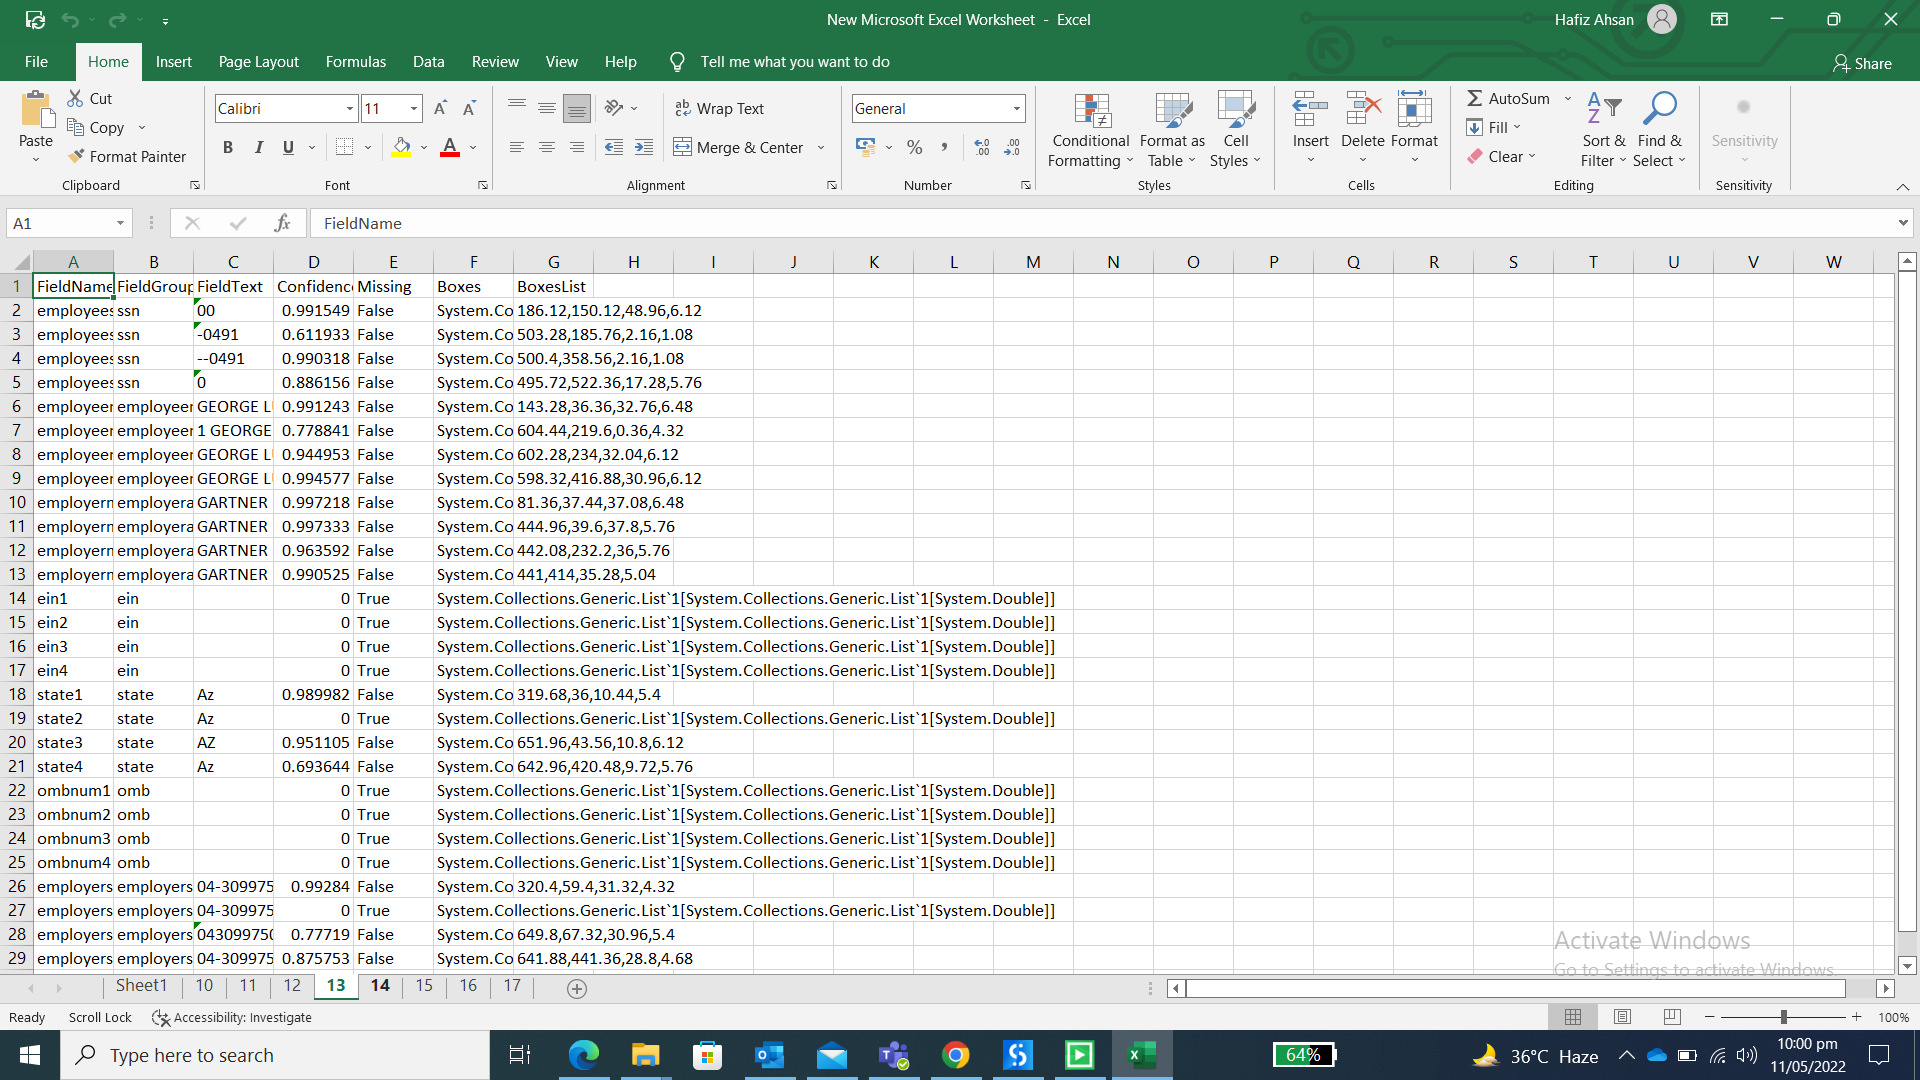 New Microsoft Excel Worksheet - Excel
Hafiz Ahsan
File Home Insert Page Layout Formulas Data Review View Help Tell me what you want to do
Share
Paste Cut Copy Format Painter Clipboard
Calibri 11 B I U A Font
Wrap Text Merge & Center Alignment
General % Number
Conditional Formatting Format as Table Cell Styles Styles
Insert Delete Format Cells
AutoSum Fill Clear Sort & Filter Find & Select Editing
Sensitivity Sensitivity
A1 fx FieldName
A B C D E F G H I J K L M N O P Q R S T U V W
1 FieldName FieldGroup FieldText Confidence Missing Boxes BoxesList
2 employees ssn 00 0.991549 False System.Co 186.12,150.12,48.96,6.12
3 employees ssn -0491 0.611933 False System.Co 503.28,185.76,2.16,1.08
4 employees ssn --0491 0.990318 False System.Co 500.4,358.56,2.16,1.08
5 employees ssn 0 0.886156 False System.Co 495.72,522.36,17.28,5.76
6 employeer employeer GEORGE L 0.991243 False System.Co 143.28,36.36,32.76,6.48
7 employeer employeer 1 GEORGE 0.778841 False System.Co 604.44,219.6,0.36,4.32
8 employeer employeer GEORGE L 0.944953 False System.Co 602.28,234,32.04,6.12
9 employeer employeer GEORGE L 0.994577 False System.Co 598.32,416.88,30.96,6.12
10 employern employera GARTNER 0.997218 False System.Co 81.36,37.44,37.08,6.48
11 employern employera GARTNER 0.997333 False System.Co 444.96,39.6,37.8,5.76
12 employern employera GARTNER 0.963592 False System.Co 442.08,232.2,36,5.76
13 employern employera GARTNER 0.990525 False System.Co 441,414,35.28,5.04
14 ein1 ein 0 True System.Collections.Generic.List`1[System.Collections.Generic.List`1[System.Double]]
15 ein2 ein 0 True System.Collections.Generic.List`1[System.Collections.Generic.List`1[System.Double]]
16 ein3 ein 0 True System.Collections.Generic.List`1[System.Collections.Generic.List`1[System.Double]]
17 ein4 ein 0 True System.Collections.Generic.List`1[System.Collections.Generic.List`1[System.Double]]
18 state1 state Az 0.989982 False System.Co 319.68,36,10.44,5.4
19 state2 state Az 0 True System.Collections.Generic.List`1[System.Collections.Generic.List`1[System.Double]]
20 state3 state AZ 0.951105 False System.Co 651.96,43.56,10.8,6.12
21 state4 state Az 0.693644 False System.Co 642.96,420.48,9.72,5.76
22 ombnum1 omb 0 True System.Collections.Generic.List`1[System.Collections.Generic.List`1[System.Double]]
23 ombnum2 omb 0 True System.Collections.Generic.List`1[System.Collections.Generic.List`1[System.Double]]
24 ombnum3 omb 0 True System.Collections.Generic.List`1[System.Collections.Generic.List`1[System.Double]]
25 ombnum4 omb 0 True System.Collections.Generic.List`1[System.Collections.Generic.List`1[System.Double]]
26 employers employers 04-309975 0.99284 False System.Co 320.4,59.4,31.32,4.32
27 employers employers 04-309975 0 True System.Collections.Generic.List`1[System.Collections.Generic.List`1[System.Double]]
28 employers employers 04309975( 0.77719 False System.Co 649.8,67.32,30.96,5.4
29 employers employers 04-309975 0.875753 False System.Co 641.88,441.36,28.8,4.68
Activate Windows
Go to Settings to activate Windows.
Sheet1 10 11 12 13 14 15 16 17
Ready Scroll Lock Accessibility: Investigate 100%
Type here to search
64%
36°C Haze
10:00 pm
11/05/2022